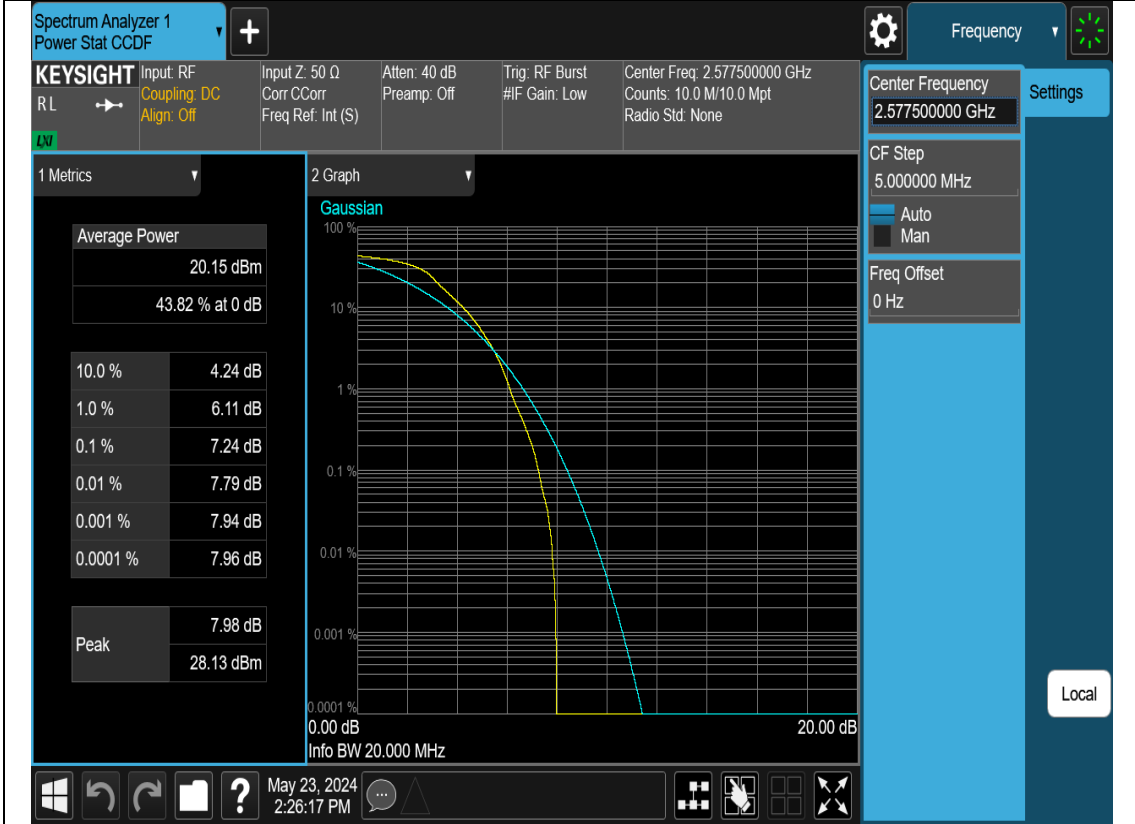 Spectrum Analyzer 1
Power Stat CCDF
+
Frequency
KEYSIGHT
RL
LXI
Input: RF
Coupling: DC
Align: Off
Input Z: 50 Ω
Corr CCorr
Freq Ref: Int (S)
Atten: 40 dB
Preamp: Off
Trig: RF Burst
#IF Gain: Low
Center Freq: 2.577500000 GHz
Counts: 10.0 M/10.0 Mpt
Radio Std: None
Center Frequency
2.577500000 GHz
Settings
CF Step
5.000000 MHz
Auto
Man
Freq Offset
0 Hz
1 Metrics
Average Power
20.15 dBm
43.82 % at 0 dB
10.0 % 4.24 dB
1.0 % 6.11 dB
0.1 % 7.24 dB
0.01 % 7.79 dB
0.001 % 7.94 dB
0.0001 % 7.96 dB
Peak
7.98 dB
28.13 dBm
2 Graph
Gaussian
100 %
10 %
1 %
0.1 %
0.01 %
0.001 %
0.0001 %
0.00 dB 20.00 dB
Info BW 20.000 MHz
Local
?
May 23, 2024
2:26:17 PM